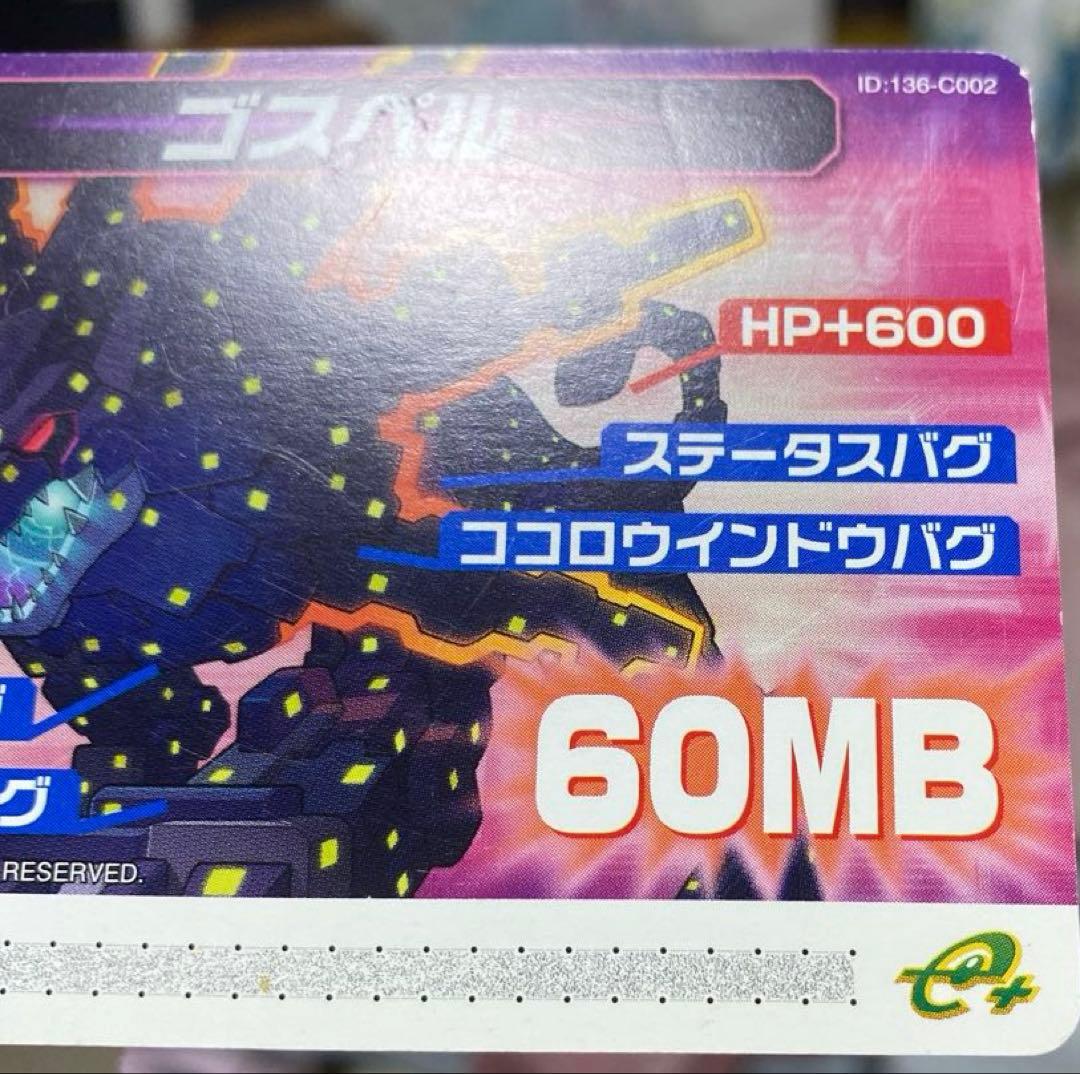 ID:136-C002
ゴスペル
HP+600
ステータスバグ
ココロウインドウバグ
グ
60MB
RESERVED.
e+